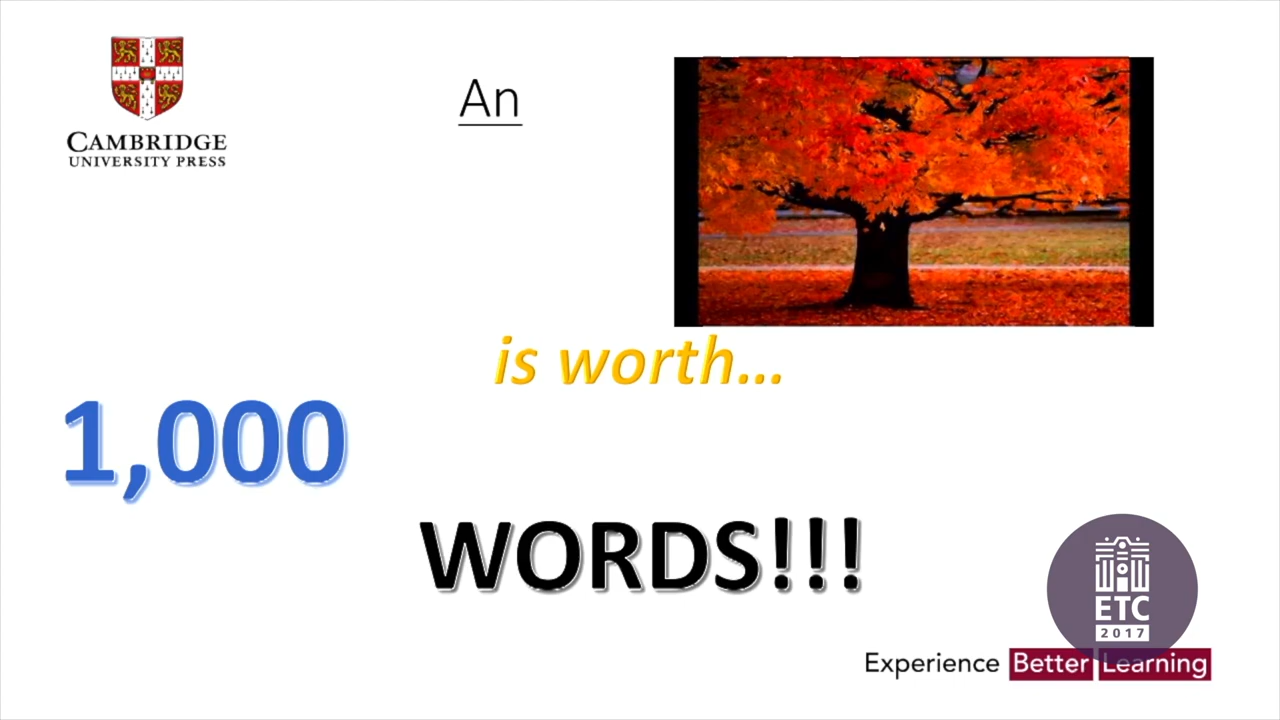 CAMBRIDGE
UNIVERSITY PRESS
An
is worth...
1,000
WORDS!!!
ETC
2017
Experience Better Learning